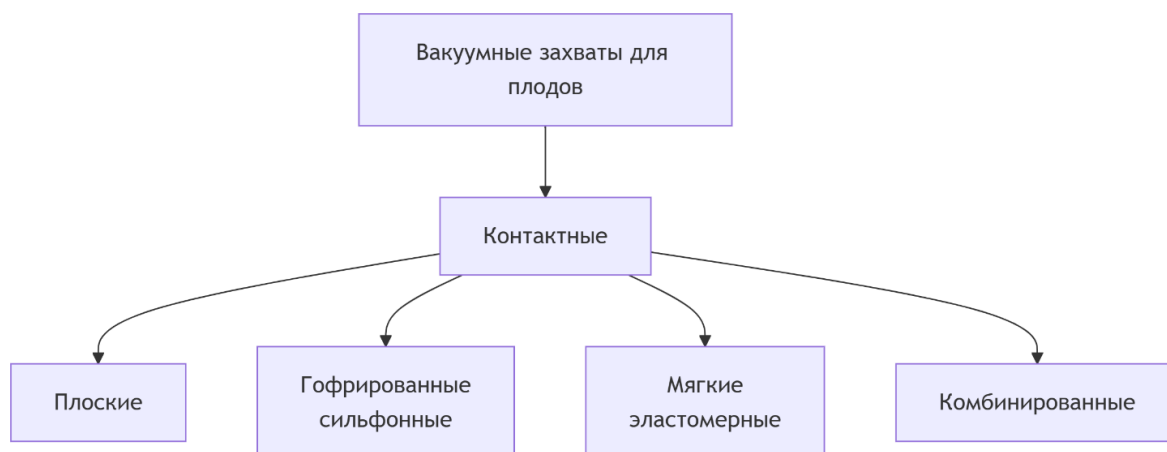 Вакуумные захваты для
плодов
Контактные
Плоские
Гофрированные
сильфонные
Мягкие
эластомерные
Комбинированные